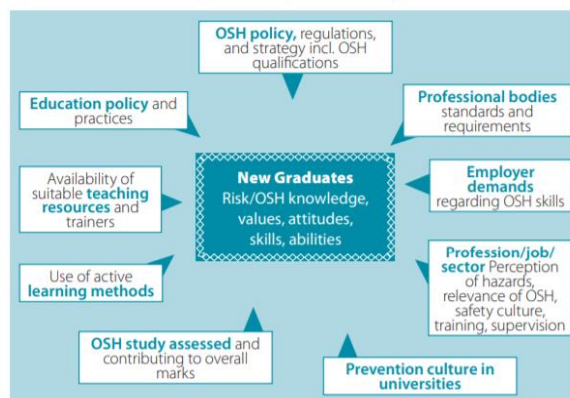 OSH policy, regulations,
and strategy incl. OSH
qualifications
Education policy and
practices
Professional bodies
standards and
requirements
Availability of
suitable teaching
resources and
trainers
New Graduates
Risk/OSH knowledge,
values, attitudes,
skills, abilities
Employer
demands
regarding OSH skills
Use of active
learning methods
Profession/job/
sector Perception
of hazards,
relevance of OSH,
safety culture,
training, supervision
OSH study assessed and
contributing to overall
marks
Prevention culture in
universities